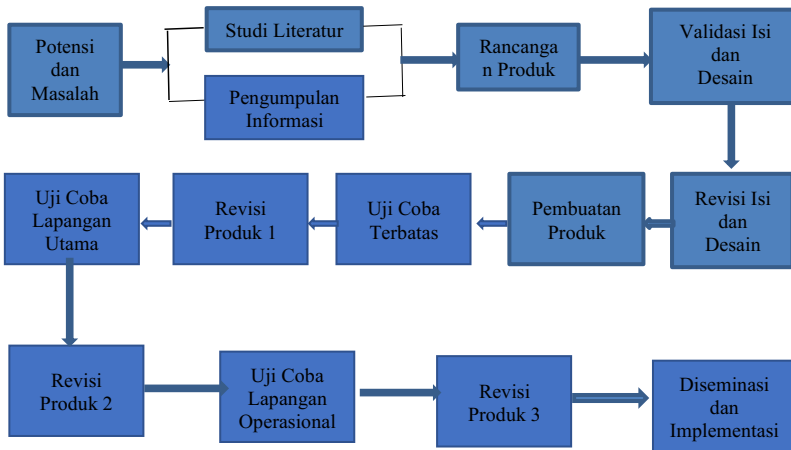 Potensi
dan
Masalah
Studi Literatur
Pengumpulan
Informasi
Rancanga
n Produk
Validasi Isi
dan
Desain
Revisi Isi
dan
Desain
Pembuatan
Produk
Uji Coba
Terbatas
Revisi
Produk 1
Uji Coba
Lapangan
Utama
Revisi
Produk 2
Uji Coba
Lapangan
Operasional
Revisi
Produk 3
Diseminasi
dan
Implementasi